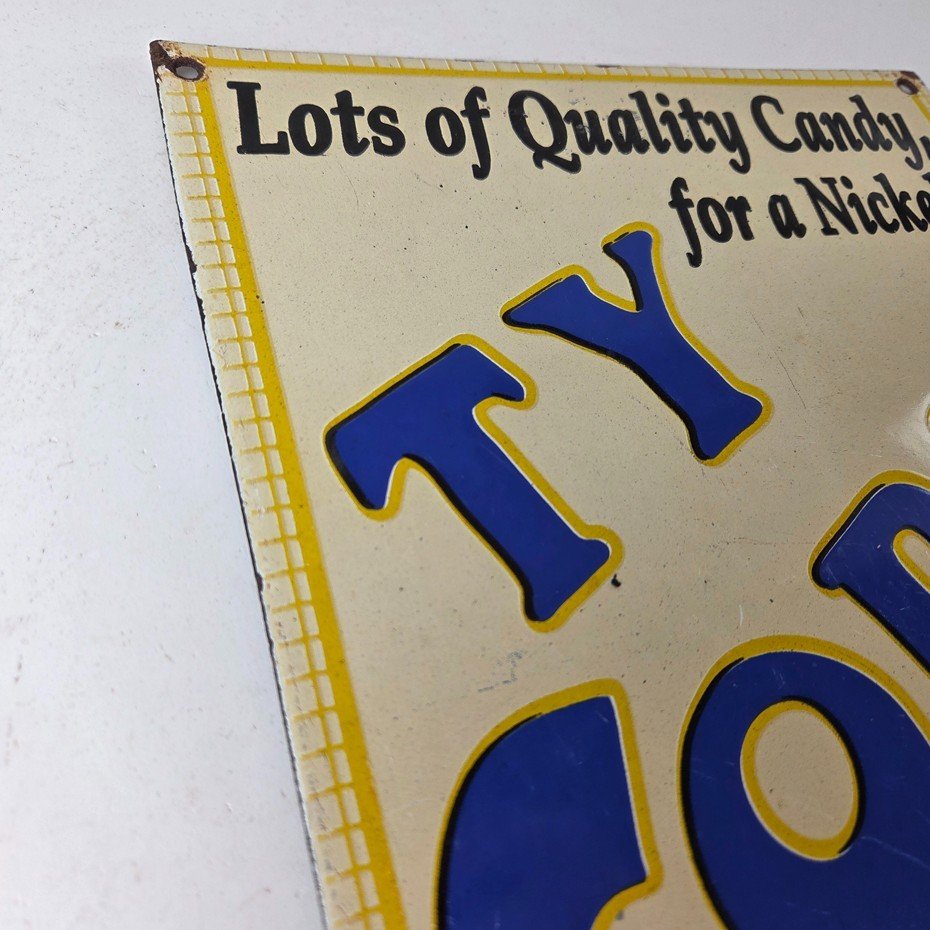 Lots of Quality Candy,
for a Nicke
TY
CO